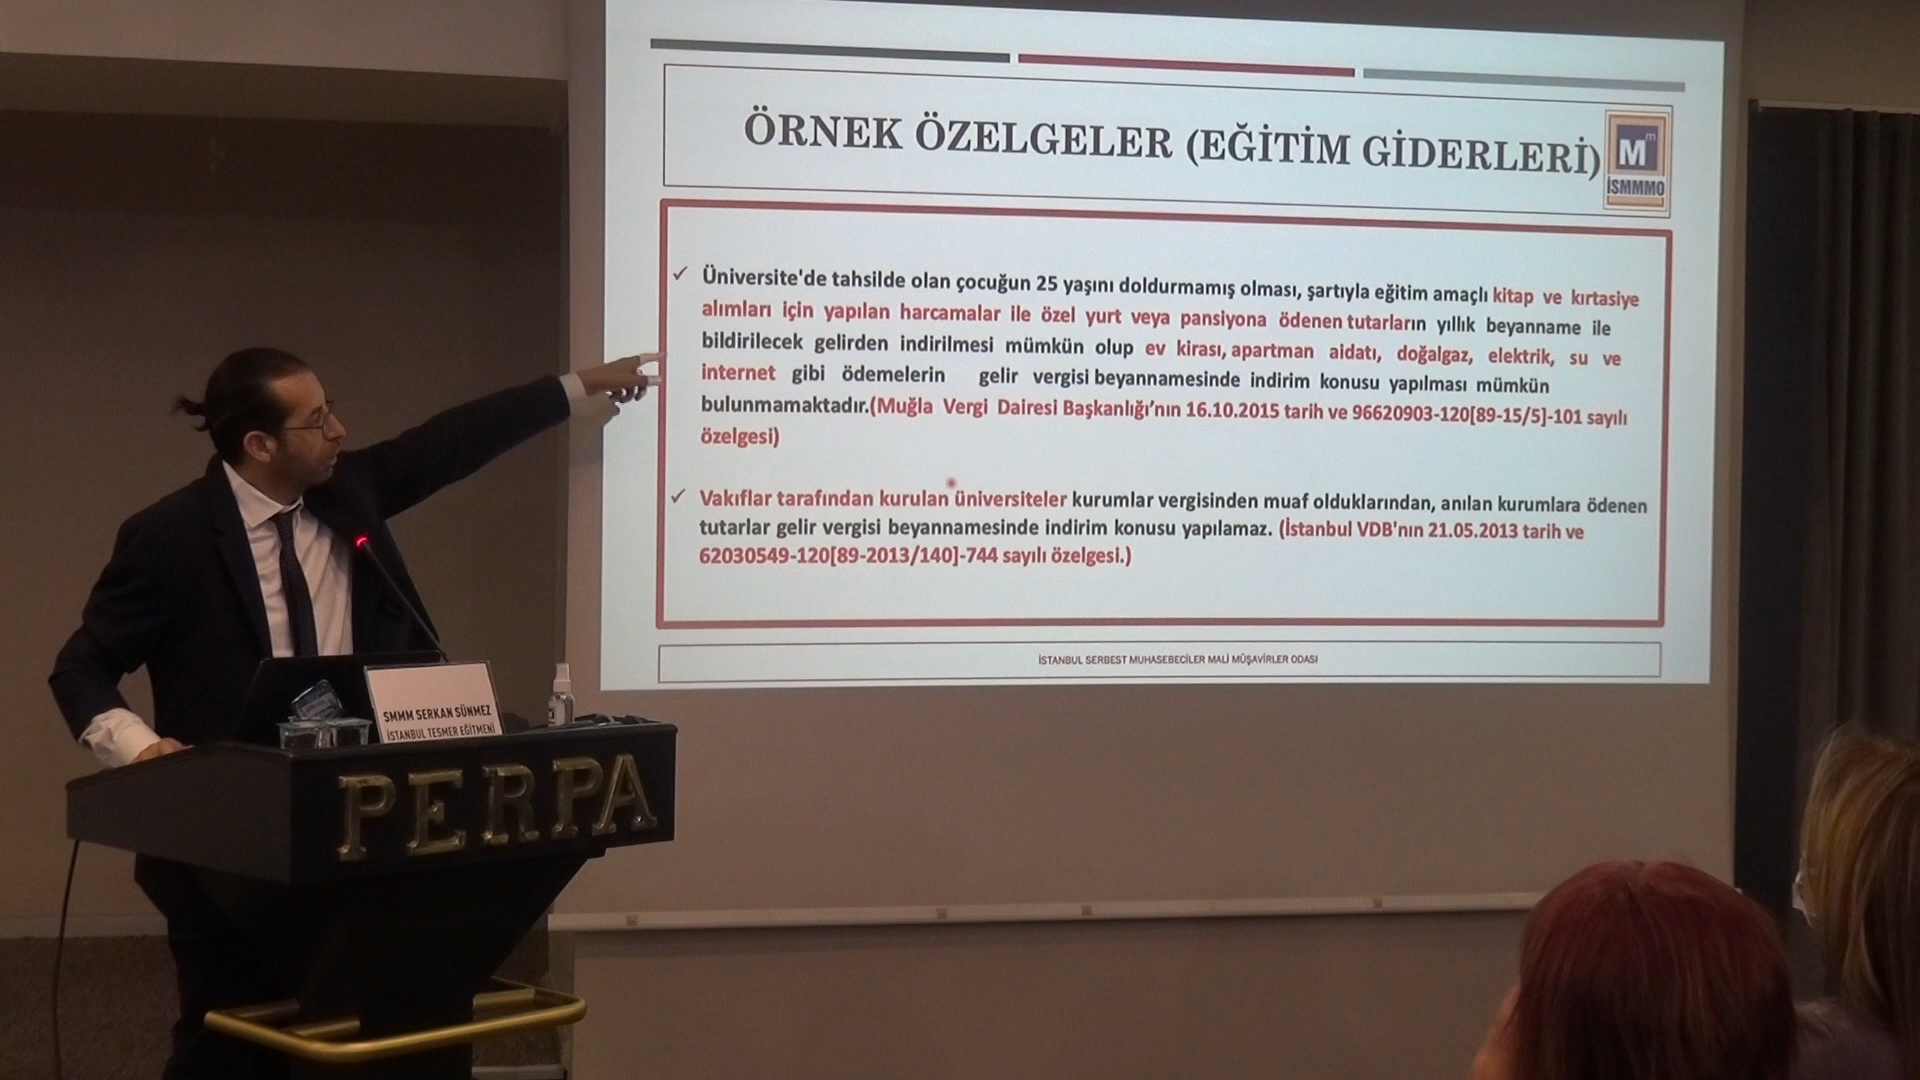 ÖRNEK ÖZELGELER (EĞİTİM GİDERLERİ)
M m
İSMMMO
✓ Üniversite'de tahsilde olan çocuğun 25 yaşını doldurmamış olması, şartıyla eğitim amaçlı kitap ve kırtasiye
alımları için yapılan harcamalar ile özel yurt veya pansiyona ödenen tutarların yıllık beyanname ile
bildirilecek gelirden indirilmesi mümkün olup ev kirası, apartman aidatı, doğalgaz, elektrik, su ve
internet gibi ödemelerin gelir vergisi beyannamesinde indirim konusu yapılması mümkün
bulunmamaktadır.(Muğla Vergi Dairesi Başkanlığı'nın 16.10.2015 tarih ve 96620903-120[89-15/5]-101 sayılı
özelgesi)
✓ Vakıflar tarafından kurulan üniversiteler kurumlar vergisinden muaf olduklarından, anılan kurumlara ödenen
tutarlar gelir vergisi beyannamesinde indirim konusu yapılamaz. (İstanbul VDB'nın 21.05.2013 tarih ve
62030549-120[89-2013/140]-744 sayılı özelgesi.)
İSTANBUL SERBEST MUHASEBECİLER MALİ MÜŞAVİRLER ODASI
SMMM SERKAN SÜNMEZ
İSTANBUL TESMER EĞİTMENİ
PERPA